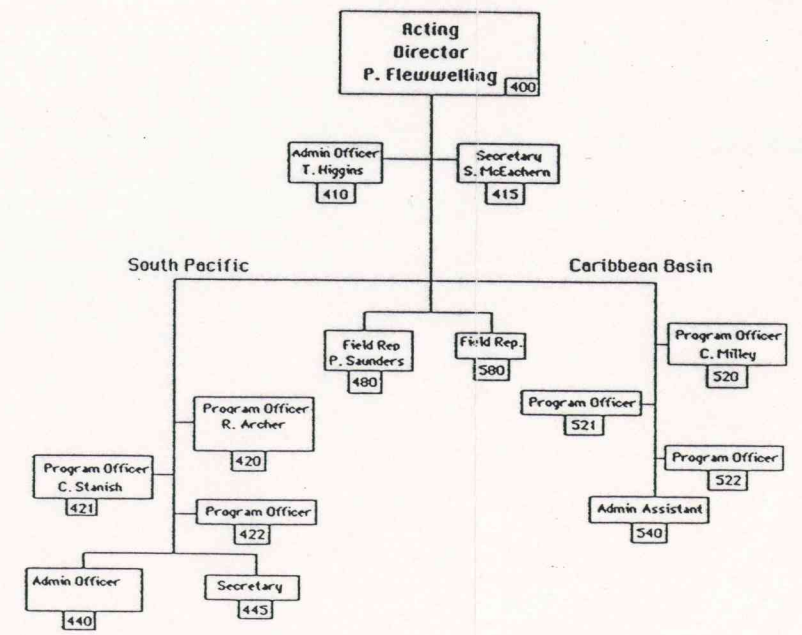 Acting
Director
P. Flewwelling
400
Admin Officer
T. Higgins
410
Secretary
S. McEachern
415
South Pacific
Caribbean Basin
Field Rep
P. Saunders
480
Field Rep.
580
Program Officer
C. Milley
520
Program Officer
521
Program Officer
522
Admin Assistant
540
Program Officer
R. Archer
420
Program Officer
C. Stanish
421
Program Officer
422
Admin Officer
440
Secretary
445